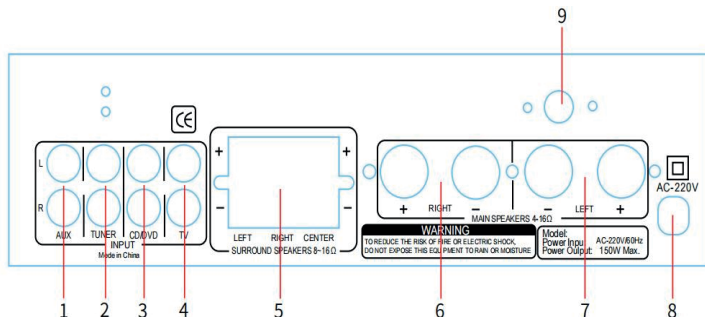 9
CE
L
R
AUX TUNER CD/DVD TV
INPUT
Made in China
+ +
− −
LEFT RIGHT CENTER
SURROUND SPEAKERS 8~16Ω
+ RIGHT − − LEFT +
MAIN SPEAKERS 4-16Ω
WARNING
TO REDUCE THE RISK OF FIRE OR ELECTRIC SHOCK,
DO NOT EXPOSE THIS EQUIPMENT TO RAIN OR MOISTURE
Model:
Power Inpu AC-220V/60Hz
Power Output: 150W Max.
AC-220V
1 2 3 4 5 6 7 8